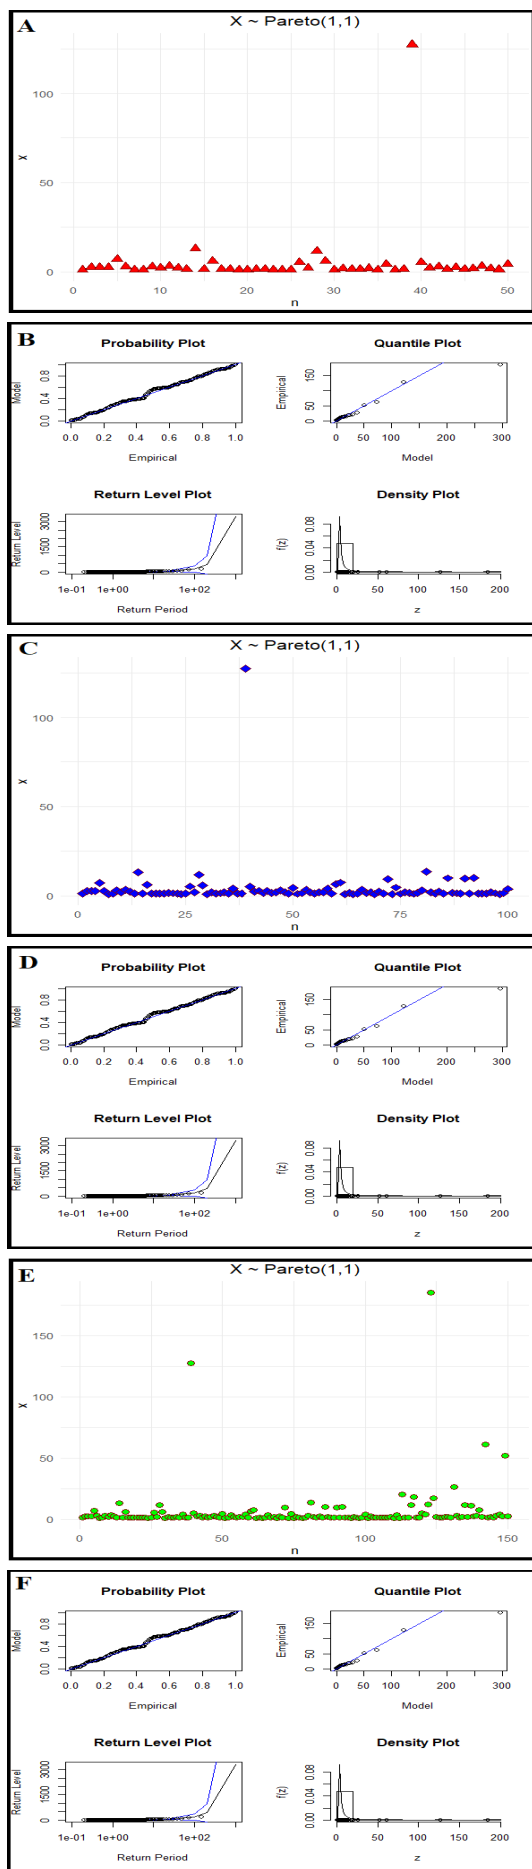 A
X ~ Pareto(1,1)
100
50
0
X
0 10 20 30 40 50
n
B
Probability Plot
Model
0.0 0.4 0.8
0.0 0.2 0.4 0.6 0.8 1.0
Empirical
Quantile Plot
Empirical
0 50 150
0 50 100 150 200 250 300
Model
Return Level Plot
Return Level
0 1500 3000
1e-01 1e+00 1e+02
Return Period
Density Plot
f(z)
0.00 0.04 0.08
0 50 100 150 200
z
C
X ~ Pareto(1,1)
100
50
0
X
0 25 50 75 100
n
D
Probability Plot
Model
0.0 0.4 0.8
0.0 0.2 0.4 0.6 0.8 1.0
Empirical
Quantile Plot
Empirical
0 50 150
0 50 100 150 200 250 300
Model
Return Level Plot
Return Level
0 1500 3000
1e-01 1e+00 1e+02
Return Period
Density Plot
f(z)
0.00 0.04 0.08
0 50 100 150 200
z
E
X ~ Pareto(1,1)
150
100
50
0
X
0 50 100 150
n
F
Probability Plot
Model
0.0 0.4 0.8
0.0 0.2 0.4 0.6 0.8 1.0
Empirical
Quantile Plot
Empirical
0 50 150
0 50 100 150 200 250 300
Model
Return Level Plot
Return Level
0 1500 3000
1e-01 1e+00 1e+02
Return Period
Density Plot
f(z)
0.00 0.04 0.08
0 50 100 150 200
z